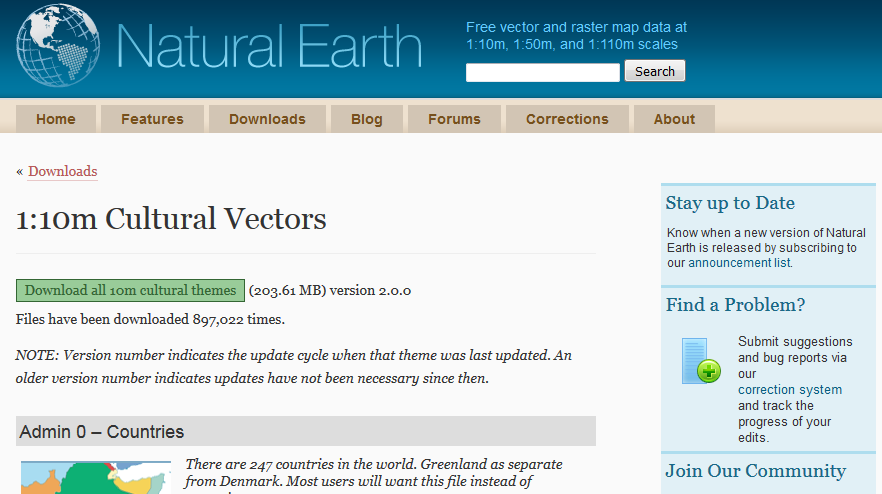 Natural Earth
Free vector and raster map data at
1:10m, 1:50m, and 1:110m scales
Search
Home
Features
Downloads
Blog
Forums
Corrections
About
« Downloads
1:10m Cultural Vectors
Download all 10m cultural themes (203.61 MB) version 2.0.0
Files have been downloaded 897,022 times.
NOTE: Version number indicates the update cycle when that theme was last updated. An
older version number indicates updates have not been necessary since then.
Admin 0 – Countries
There are 247 countries in the world. Greenland as separate
from Denmark. Most users will want this file instead of
Stay up to Date
Know when a new version of Natural
Earth is released by subscribing to
our announcement list.
Find a Problem?
Submit suggestions
and bug reports via
our
correction system
and track the
progress of your
edits.
Join Our Community